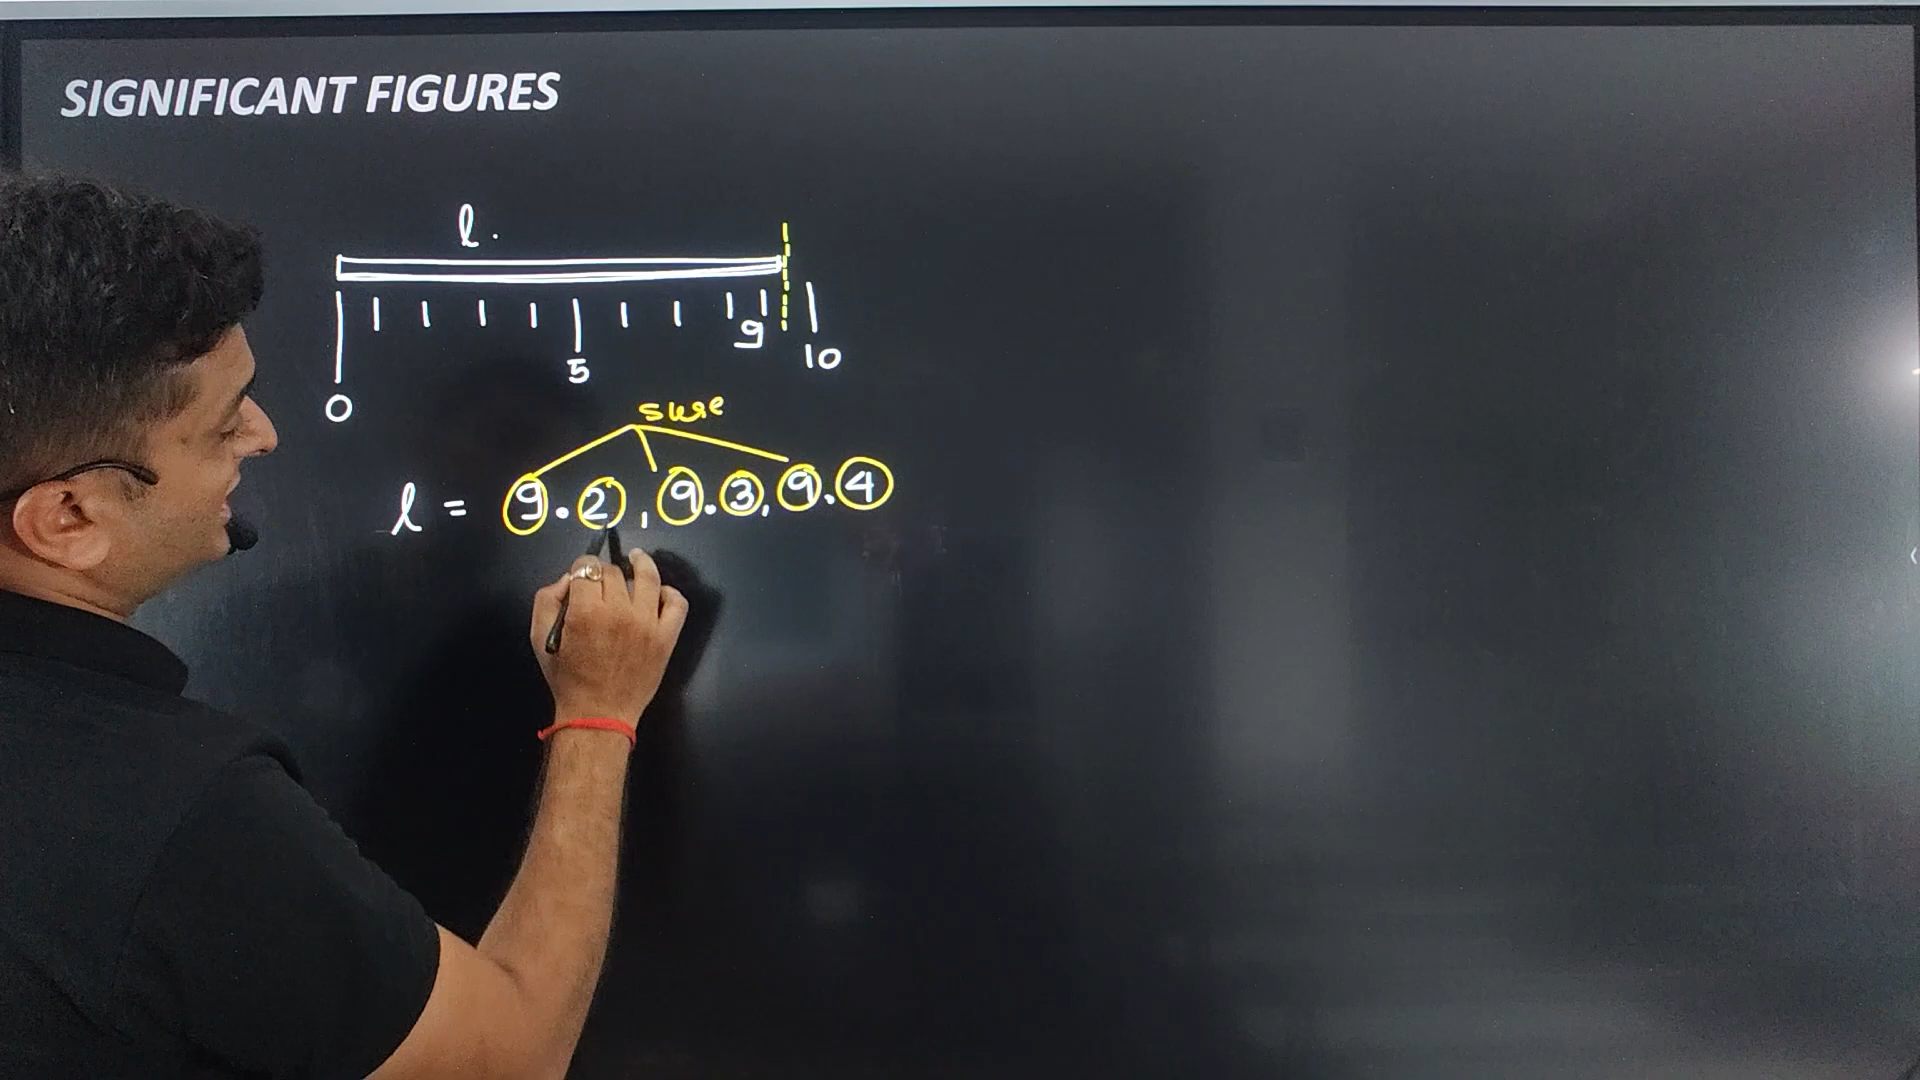 SIGNIFICANT FIGURES
l.
0 5 9 10
sure
l = 9.2, 9.3, 9.4